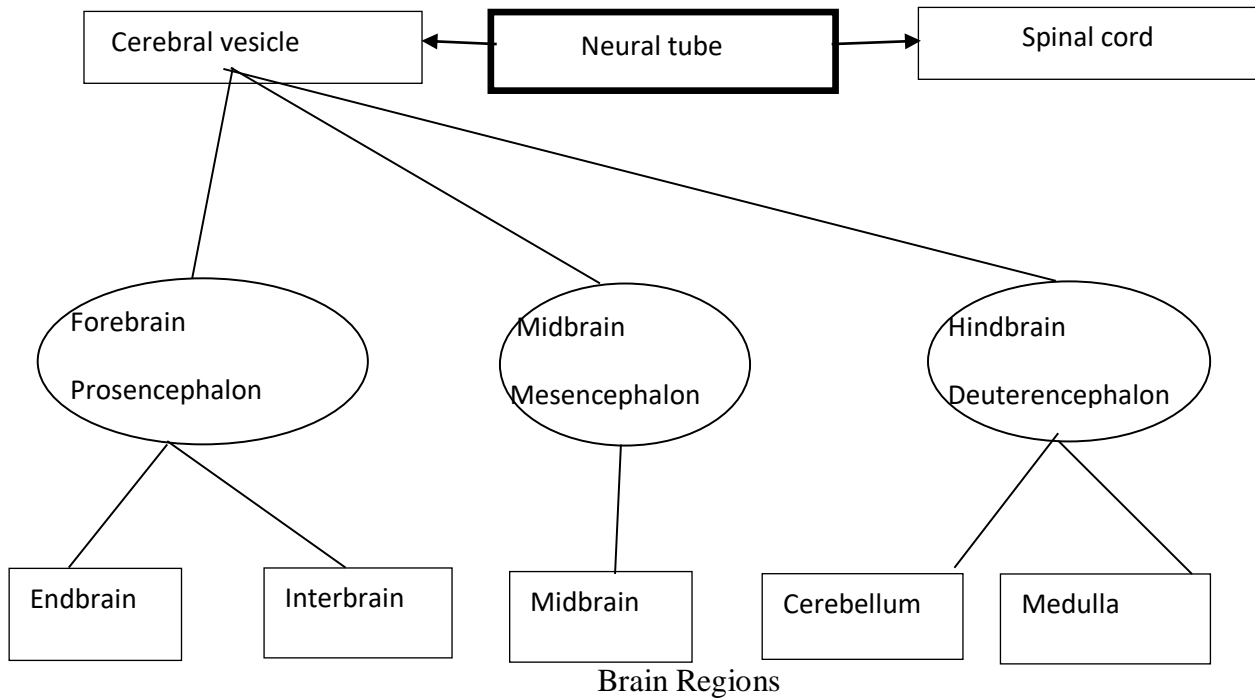 Cerebral vesicle
Neural tube
Spinal cord
Forebrain
Prosencephalon
Midbrain
Mesencephalon
Hindbrain
Deuterencephalon
Endbrain
Interbrain
Midbrain
Cerebellum
Medulla
Brain Regions